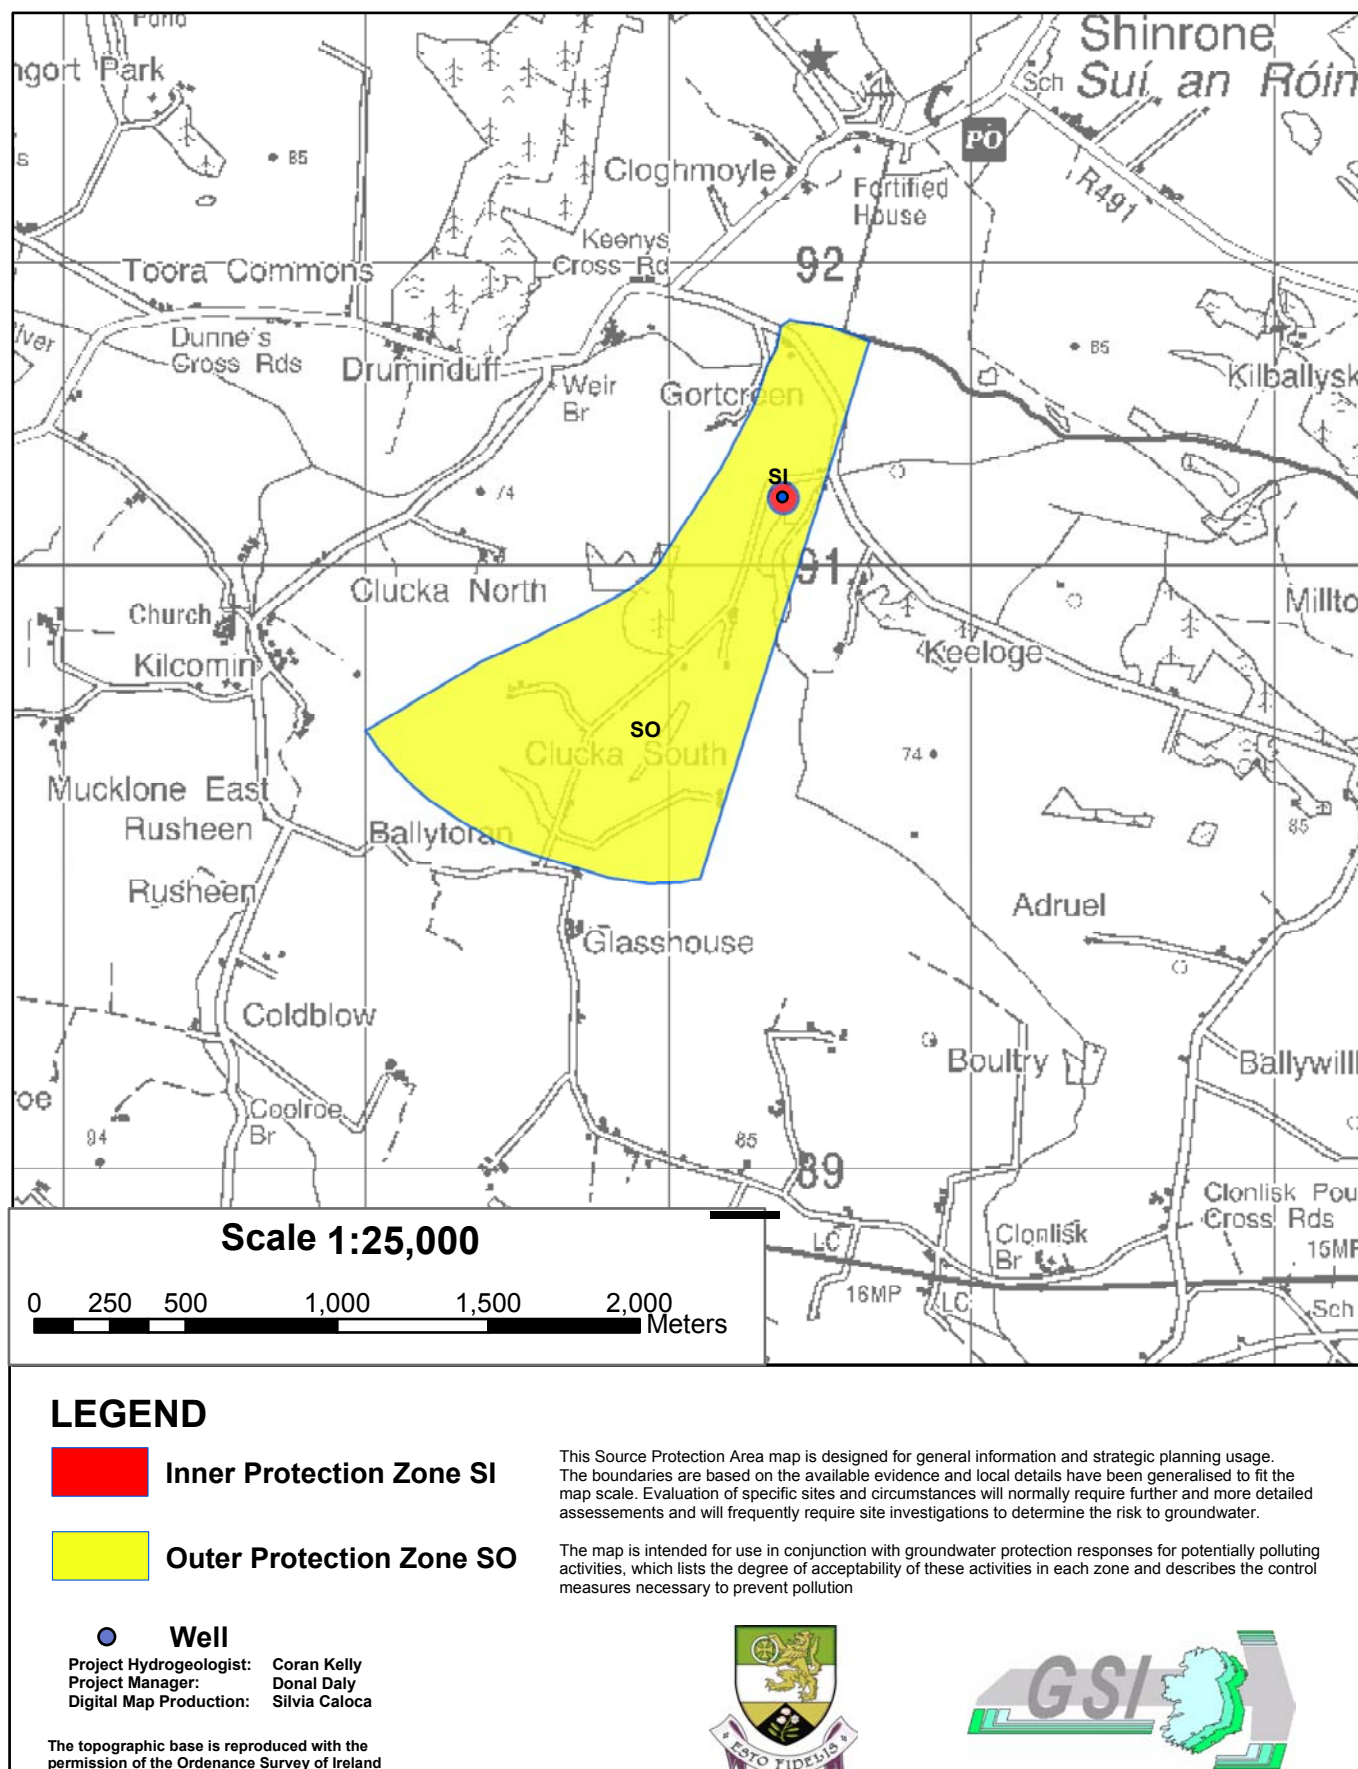 Pond
Shinrone
Suí an Róin
ngort Park
Sch
PO
85
Cloghmoyle
R491
Fortified
House
Keenys
Cross Rd
92
Toora Commons
Dunne's
Cross Rds
Druminduff
85
Weir
Br
Gortcreen
Kilballysk
SI
74
91
Clucka North
Church
Millto
Keeloge
Kilcomin
SO
Clucka South
74
Mucklone East
Rusheen
Ballytoran
85
Rusheen
Adruel
Glasshouse
Coldblow
Boultry
Ballywilli
oe
Coolroe
Br
94
85
89
Clonlisk Pou
Cross Rds
Clonlisk
Br
LC
15MP
16MP
LC
Sch
Scale 1:25,000
0 250 500 1,000 1,500 2,000
Meters
LEGEND
Inner Protection Zone SI
Outer Protection Zone SO
Well
Project Hydrogeologist: Coran Kelly
Project Manager: Donal Daly
Digital Map Production: Silvia Caloca
The topographic base is reproduced with the
permission of the Ordenance Survey of Ireland
This Source Protection Area map is designed for general information and strategic planning usage.
The boundaries are based on the available evidence and local details have been generalised to fit the
map scale. Evaluation of specific sites and circumstances will normally require further and more detailed
assessements and will frequently require site investigations to determine the risk to groundwater.
The map is intended for use in conjunction with groundwater protection responses for potentially polluting
activities, which lists the degree of acceptability of these activities in each zone and describes the control
measures necessary to prevent pollution
ESTO FIDELIS
GSI